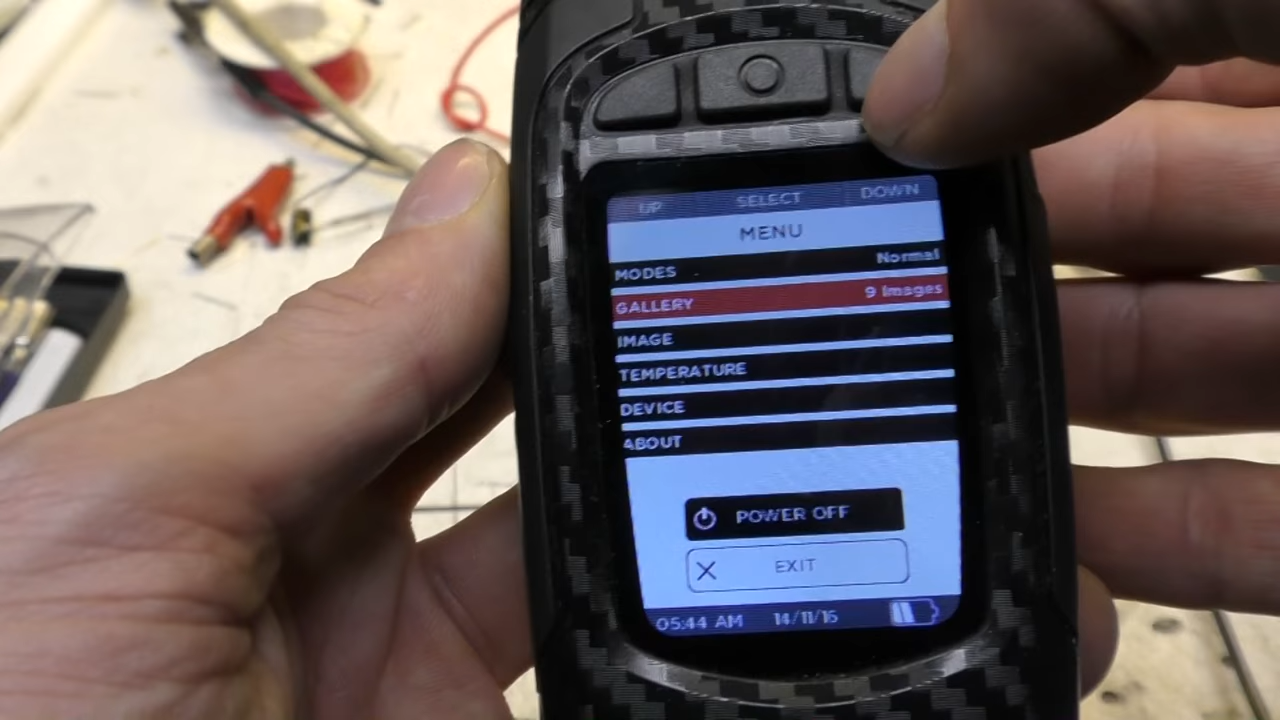 UP SELECT DOWN
MENU
MODES Normal
GALLERY 9 Images
IMAGE
TEMPERATURE
DEVICE
ABOUT
POWER OFF
EXIT
05:44 AM 14/11/16